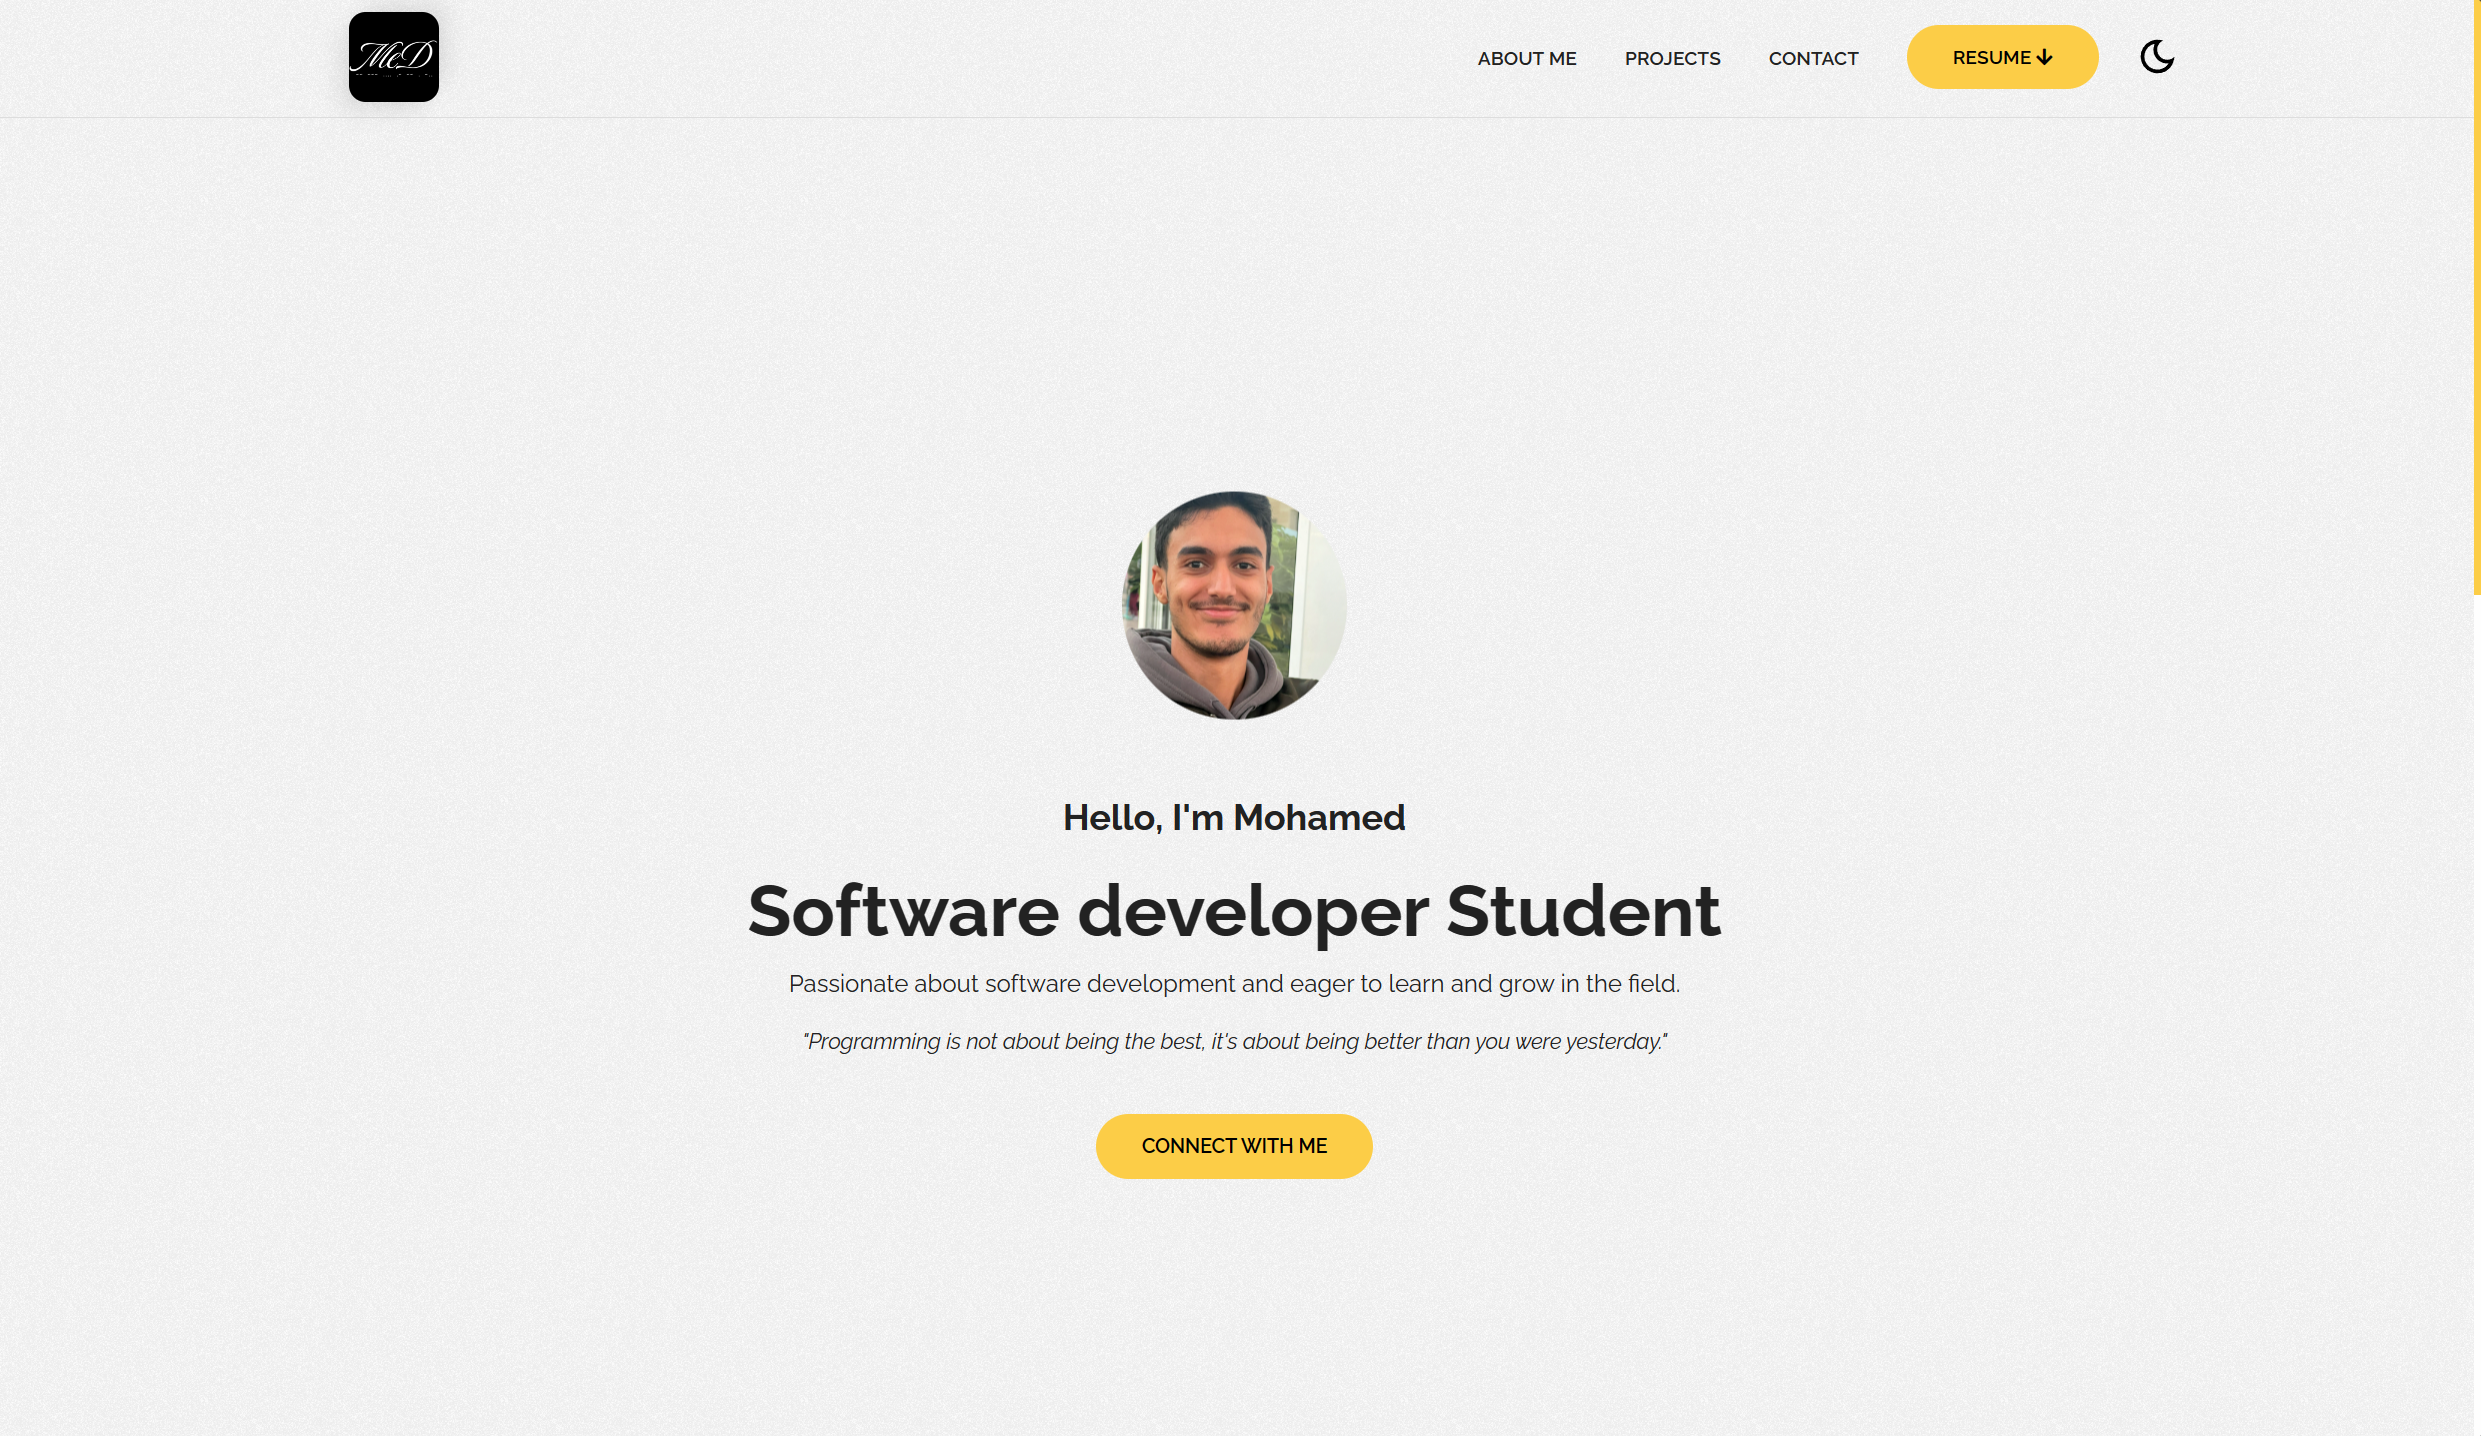 MeD
ABOUT ME
PROJECTS
CONTACT
RESUME
Hello, I'm Mohamed
Software developer Student
Passionate about software development and eager to learn and grow in the field.
"Programming is not about being the best, it's about being better than you were yesterday."
CONNECT WITH ME